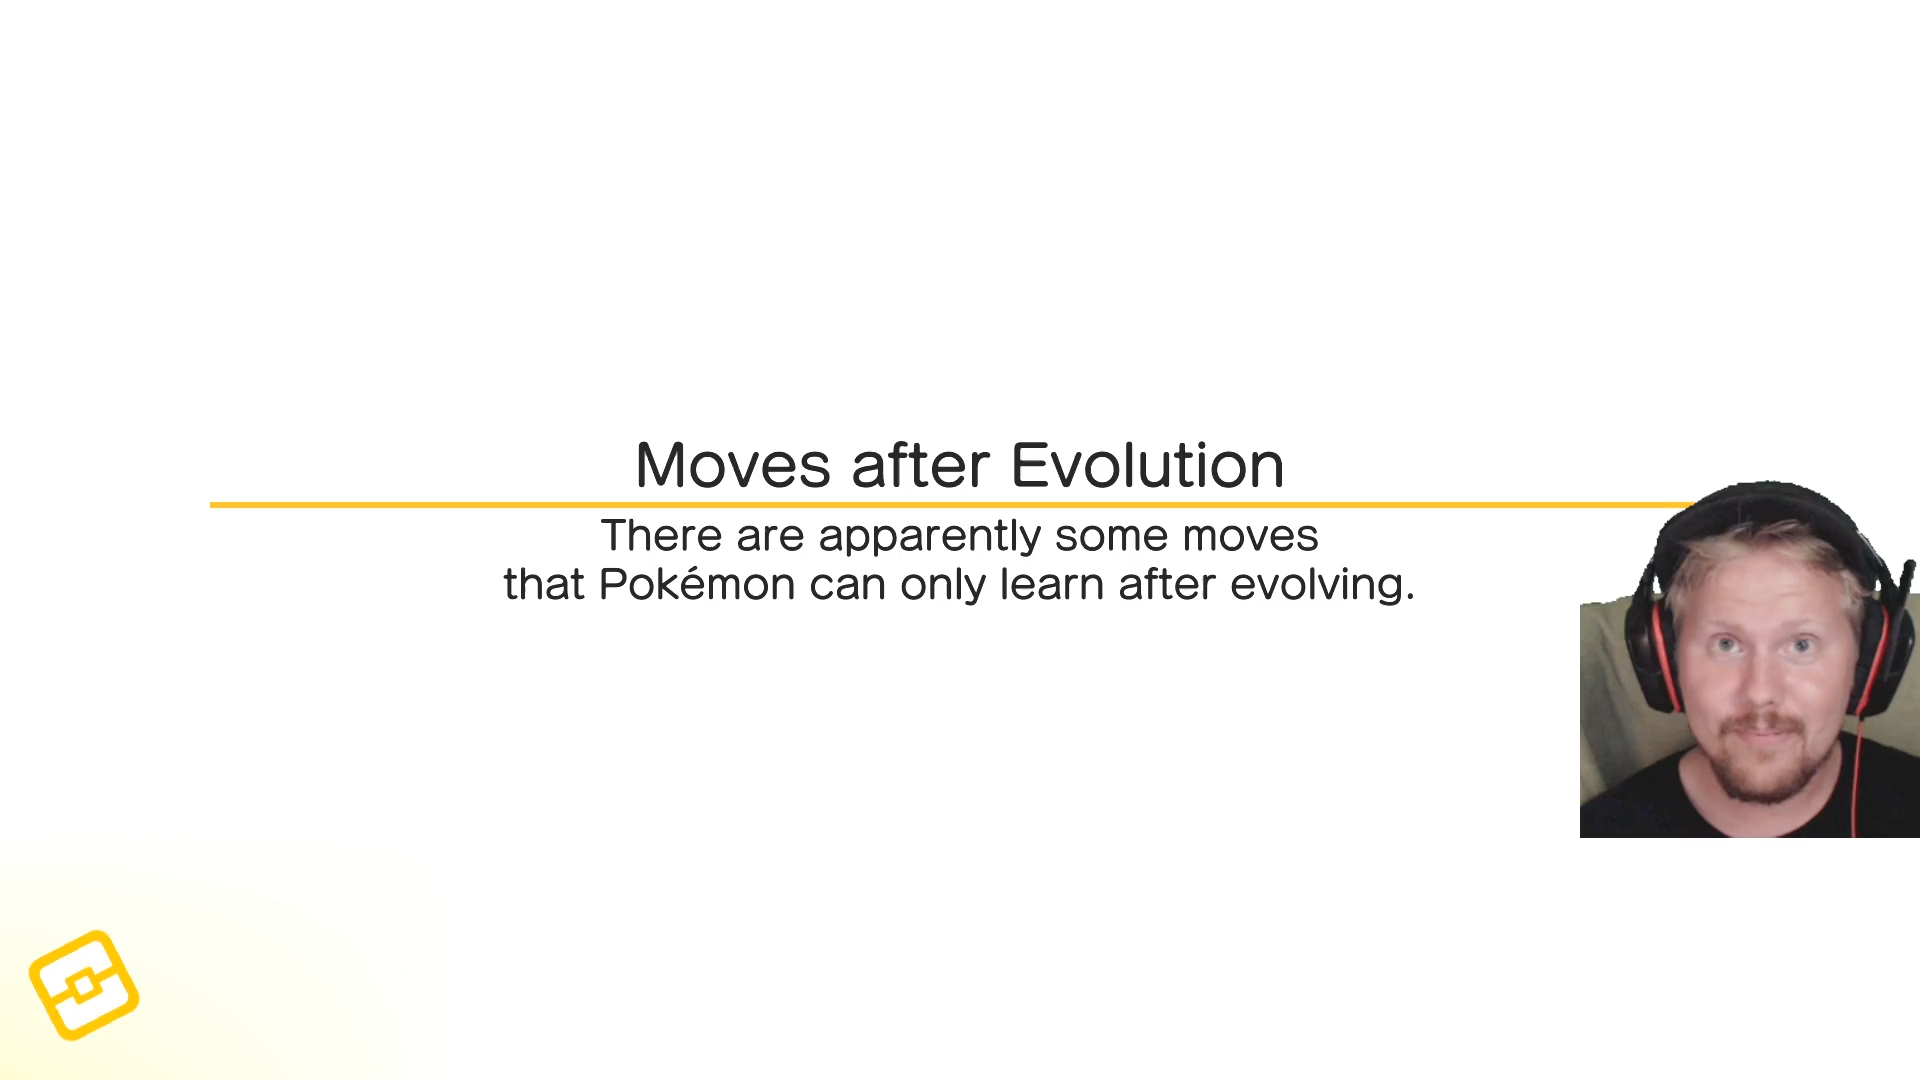 Moves after Evolution
There are apparently some moves
that Pokémon can only learn after evolving.